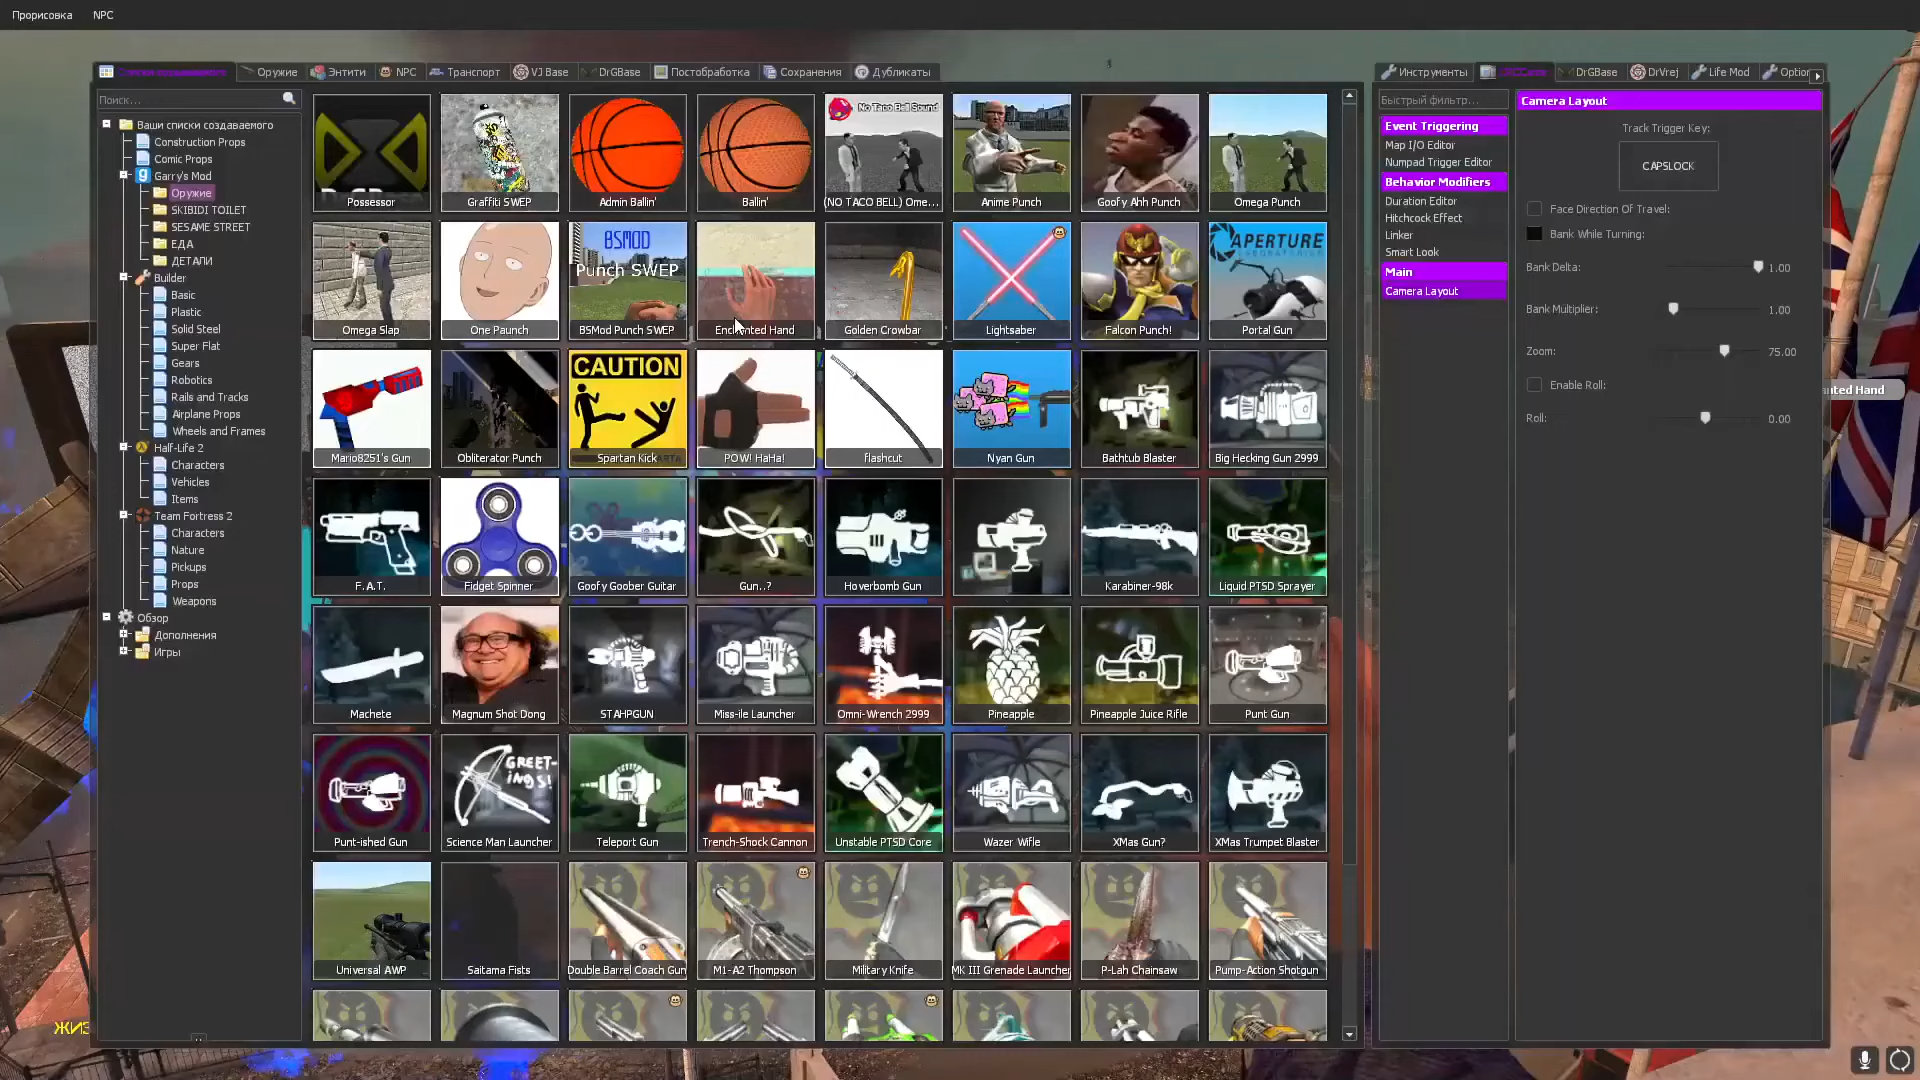 Прорисовка NPC
Оружие Энтити NPC Транспорт VJ Base DrGBase Постобработка Сохранения Дубликаты
Инструменты DrGBase DrVrej Life Mod Option
Поиск...
Ваши списки создаваемого
Construction Props
Comic Props
Garry's Mod
Оружие
SKIBIDI TOILET
SESAME STREET
ЕДА
ДЕТАЛИ
Builder
Basic
Plastic
Solid Steel
Super Flat
Gears
Robotics
Rails and Tracks
Airplane Props
Wheels and Frames
Half-Life 2
Characters
Vehicles
Items
Team Fortress 2
Characters
Nature
Pickups
Props
Weapons
Обзор
Дополнения
Игры
No Taco Bell Sound
Possessor Graffiti SWEP Admin Ballin' Ballin' (NO TACO BELL) Ome... Anime Punch Goofy Ahh Punch Omega Punch
BSMOD
Punch SWEP
APERTURE
LABORATORIES
Omega Slap One Paunch BSMod Punch SWEP Enchanted Hand Golden Crowbar Lightsaber Falcon Punch! Portal Gun
CAUTION
Mario8251's Gun Obliterator Punch Spartan Kick POW! HaHa! flashcut Nyan Gun Bathtub Blaster Big Hecking Gun 2999
F.A.T. Fidget Spinner Goofy Goober Guitar Gun..? Hoverbomb Gun Karabiner-98k Liquid PTSD Sprayer
Machete Magnum Shot Dong STAHPGUN Miss-ile Launcher Omni-Wrench 2999 Pineapple Pineapple Juice Rifle Punt Gun
GREET-
iNGS!
Punt-ished Gun Science Man Launcher Teleport Gun Trench-Shock Cannon Unstable PTSD Core Wazer Wifle XMas Gun? XMas Trumpet Blaster
Universal AWP Saitama Fists Double Barrel Coach Gun M1-A2 Thompson Military Knife MK III Grenade Launcher P-Lah Chainsaw Pump-Action Shotgun
Быстрый фильтр...
Event Triggering
Map I/O Editor
Numpad Trigger Editor
Behavior Modifiers
Duration Editor
Hitchcock Effect
Linker
Smart Look
Main
Camera Layout
Camera Layout
Track Trigger Key:
CAPSLOCK
Face Direction Of Travel:
Bank While Turning:
Bank Delta: 1.00
Bank Multiplier: 1.00
Zoom: 75.00
Enable Roll:
Roll: 0.00
nted Hand
ЖИЗ